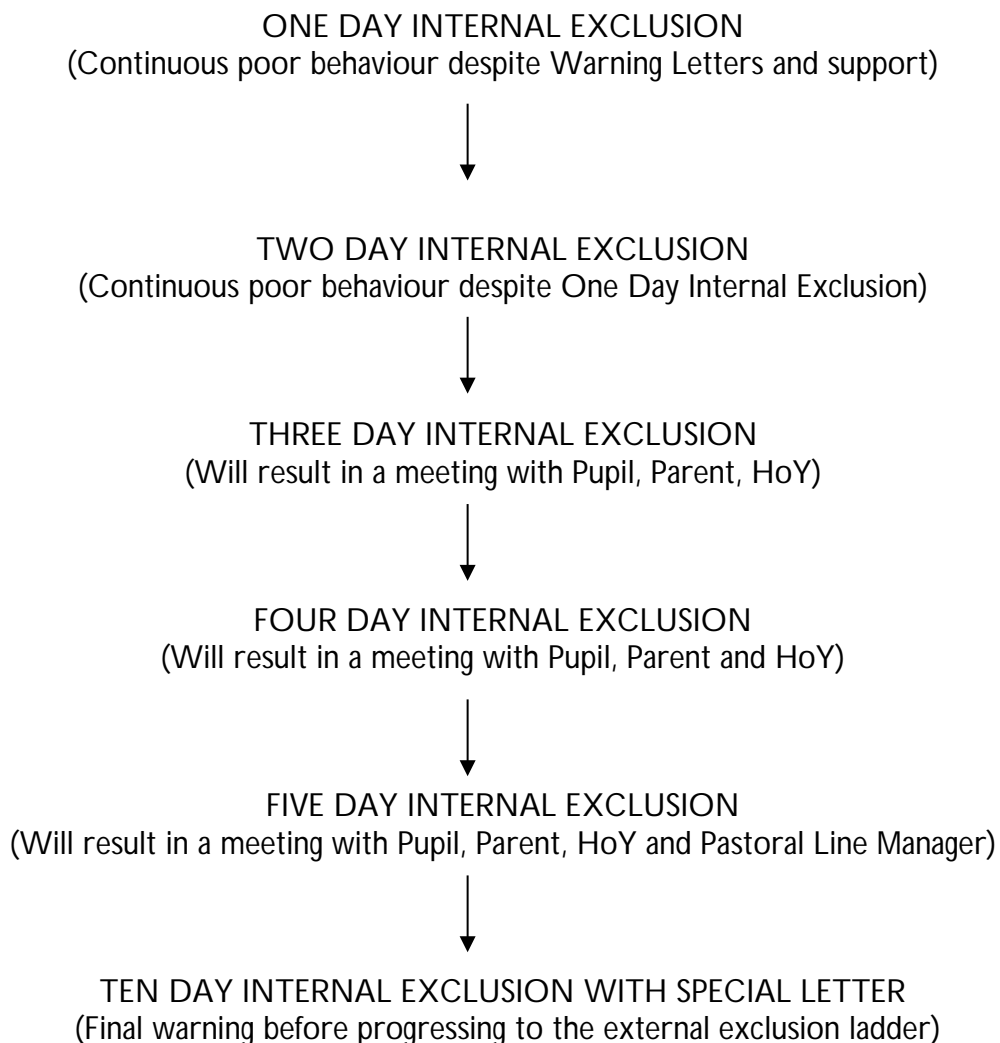 ONE DAY INTERNAL EXCLUSION
(Continuous poor behaviour despite Warning Letters and support)
TWO DAY INTERNAL EXCLUSION
(Continuous poor behaviour despite One Day Internal Exclusion)
THREE DAY INTERNAL EXCLUSION
(Will result in a meeting with Pupil, Parent, HoY)
FOUR DAY INTERNAL EXCLUSION
(Will result in a meeting with Pupil, Parent and HoY)
FIVE DAY INTERNAL EXCLUSION
(Will result in a meeting with Pupil, Parent, HoY and Pastoral Line Manager)
TEN DAY INTERNAL EXCLUSION WITH SPECIAL LETTER
(Final warning before progressing to the external exclusion ladder)